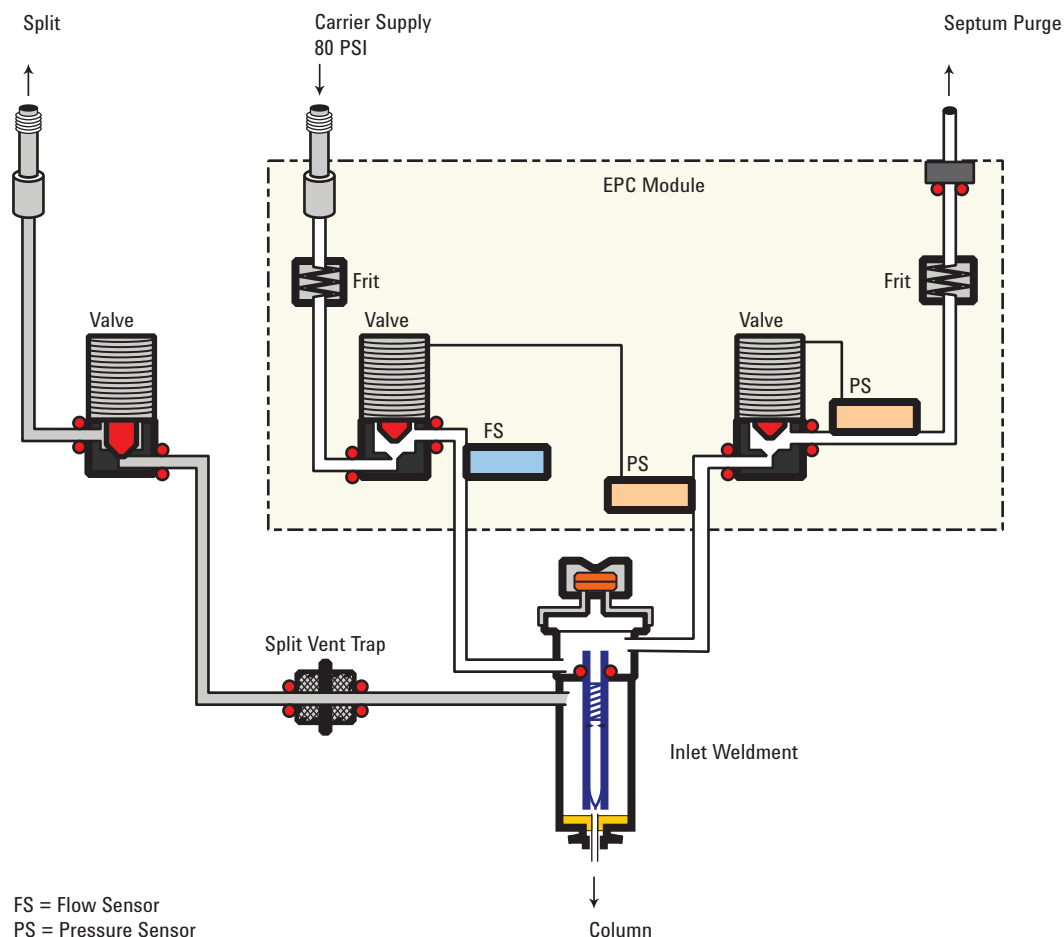 Split
Carrier Supply
80 PSI
Septum Purge
EPC Module
Frit
Frit
Valve
Valve
Valve
PS
FS
PS
Split Vent Trap
Inlet Weldment
FS = Flow Sensor
PS = Pressure Sensor
Column